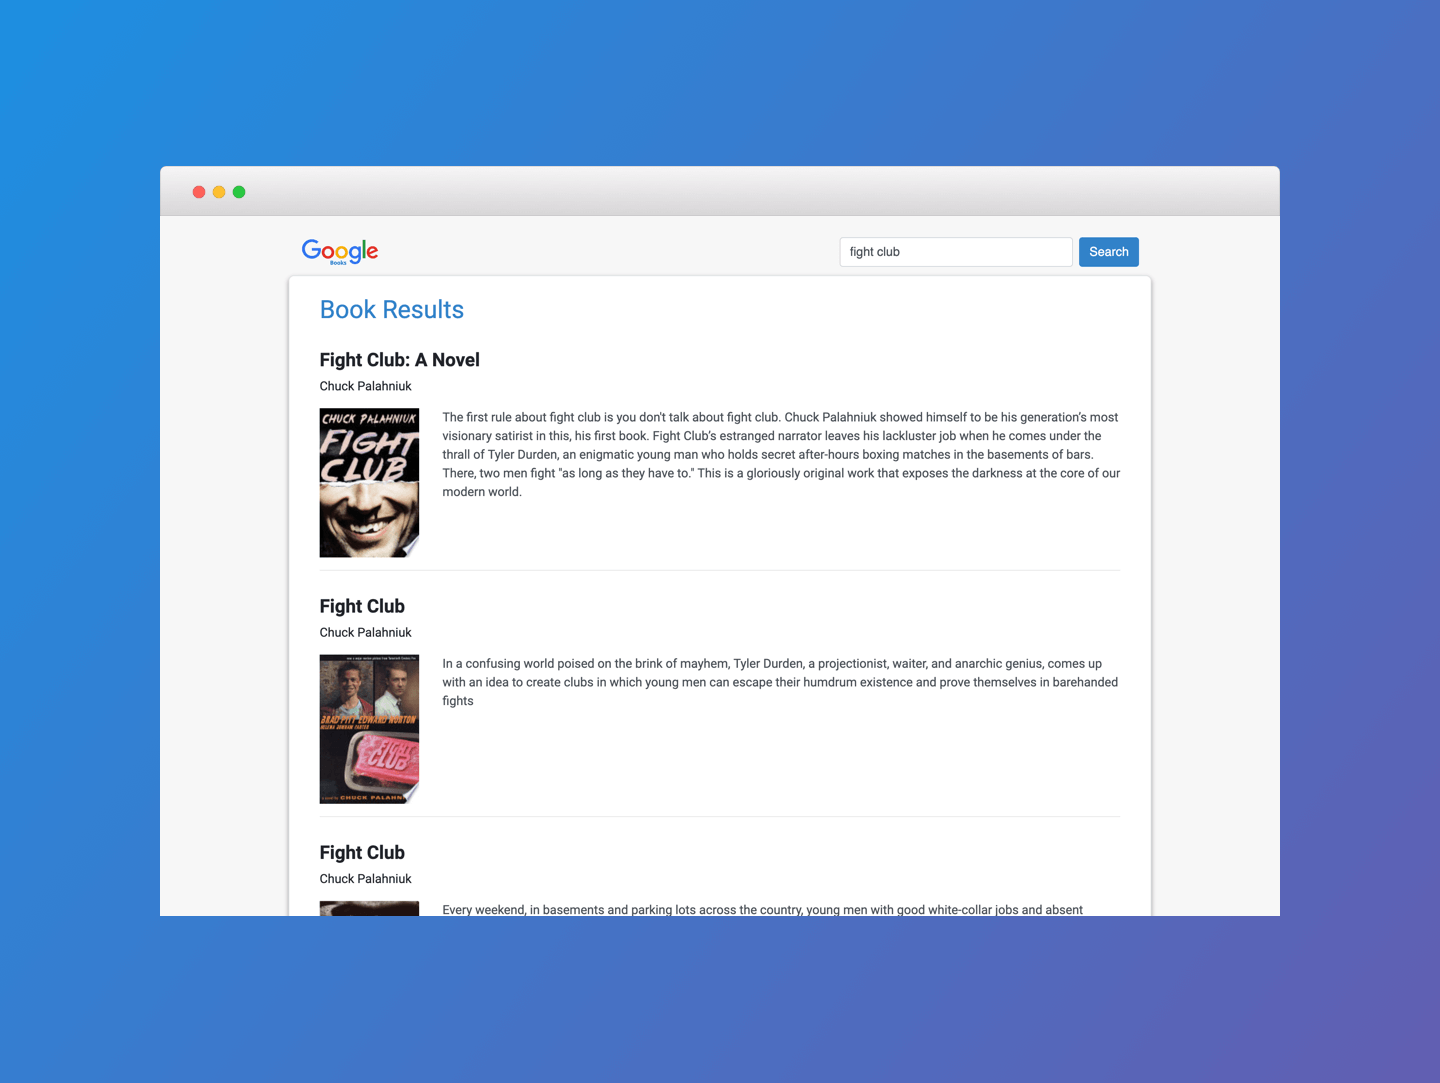 Google
Books
fight club
Search
Book Results
Fight Club: A Novel
Chuck Palahniuk
CHUCK PALAHNIUK
FIGHT
CLUB
The first rule about fight club is you don't talk about fight club. Chuck Palahniuk showed himself to be his generation’s most
visionary satirist in this, his first book. Fight Club’s estranged narrator leaves his lackluster job when he comes under the
thrall of Tyler Durden, an enigmatic young man who holds secret after-hours boxing matches in the basements of bars.
There, two men fight "as long as they have to." This is a gloriously original work that exposes the darkness at the core of our
modern world.
Fight Club
Chuck Palahniuk
BRAD PITT EDWARD NORTON
HELENA BONHAM CARTER
FIGHT
CLUB
CHUCK PALAHN
In a confusing world poised on the brink of mayhem, Tyler Durden, a projectionist, waiter, and anarchic genius, comes up
with an idea to create clubs in which young men can escape their humdrum existence and prove themselves in barehanded
fights
Fight Club
Chuck Palahniuk
Every weekend, in basements and parking lots across the country, young men with good white-collar jobs and absent